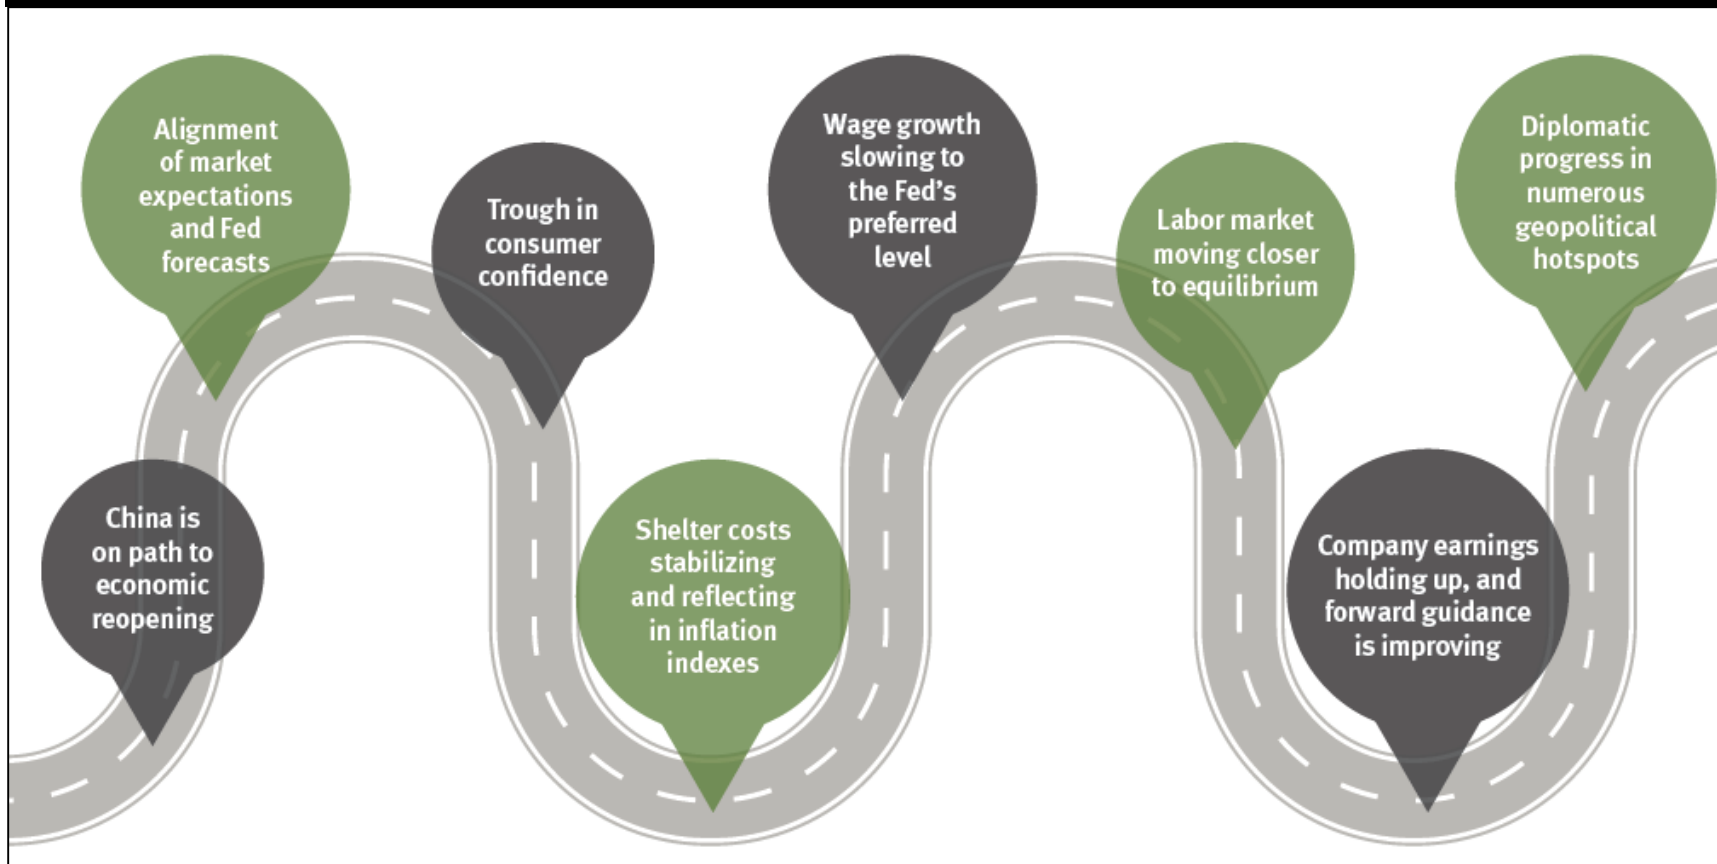 China is
on path to
economic
reopening
Alignment
of market
expectations
and Fed
forecasts
Trough in
consumer
confidence
Shelter costs
stabilizing
and reflecting
in inflation
indexes
Wage growth
slowing to
the Fed’s
preferred
level
Labor market
moving closer
to equilibrium
Company earnings
holding up, and
forward guidance
is improving
Diplomatic
progress in
numerous
geopolitical
hotspots